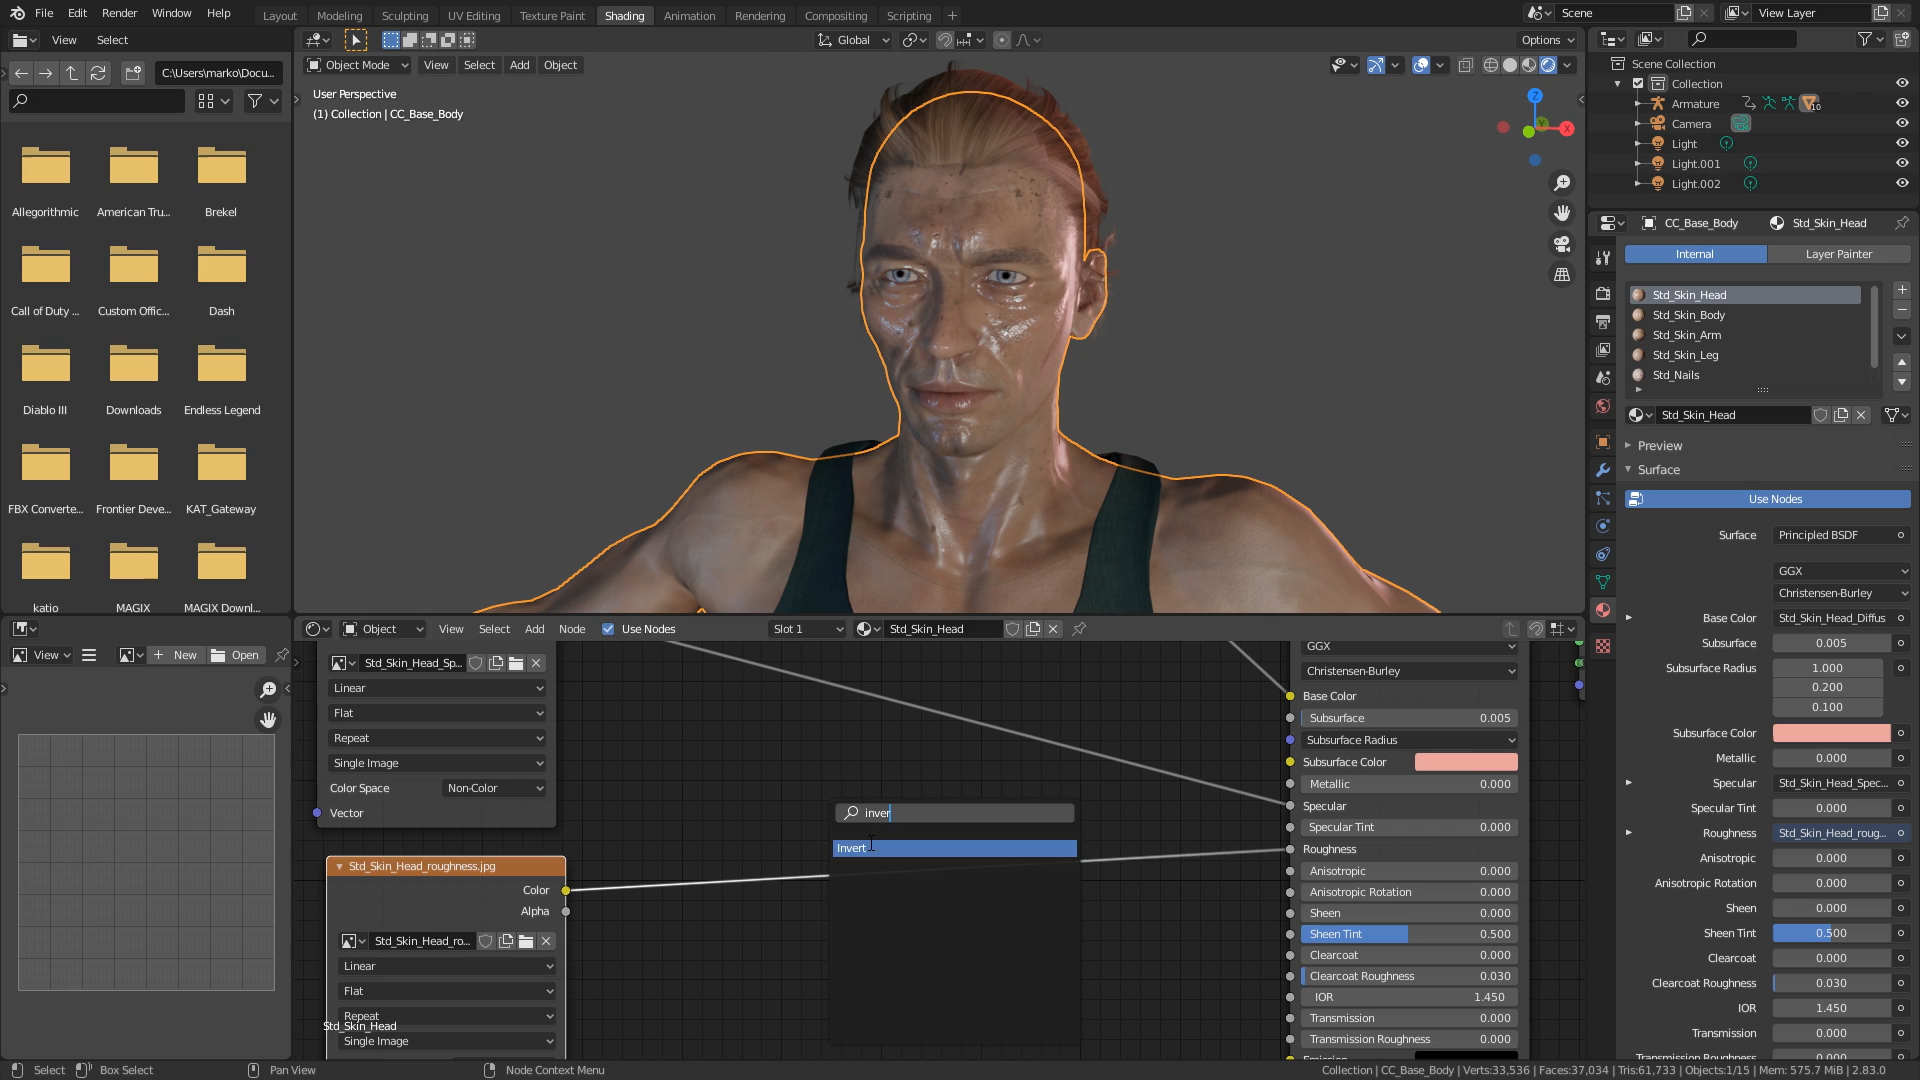 File Edit Render Window Help
Layout Modeling Sculpting UV Editing Texture Paint Shading Animation Rendering Compositing Scripting +
Scene
View Layer
View Select
C:\Users\marko\Docu...
Allegorithmic American Tru... Brekel
Call of Duty ... Custom Offic... Dash
Diablo III Downloads Endless Legend
FBX Converte... Frontier Deve... KAT_Gateway
katio MAGIX MAGIX Downl...
Global
Options
Object Mode View Select Add Object
User Perspective
(1) Collection | CC_Base_Body
Z
Y
X
Scene Collection
Collection
Armature 10
Camera
Light
Light.001
Light.002
CC_Base_Body Std_Skin_Head
Internal Layer Painter
Std_Skin_Head
Std_Skin_Body
Std_Skin_Arm
Std_Skin_Leg
Std_Nails
Std_Skin_Head
Preview
Surface
Use Nodes
Surface Principled BSDF
GGX
Christensen-Burley
Base Color Std_Skin_Head_Diffus
Subsurface 0.005
Subsurface Radius 1.000
0.200
0.100
Subsurface Color
Metallic 0.000
Specular Std_Skin_Head_Spec...
Specular Tint 0.000
Roughness Std_Skin_Head_roug...
Anisotropic 0.000
Anisotropic Rotation 0.000
Sheen 0.000
Sheen Tint 0.500
Clearcoat 0.000
Clearcoat Roughness 0.030
IOR 1.450
Transmission 0.000
Transmission Roughness 0.000
View New Open
Object View Select Add Node Use Nodes Slot 1 Std_Skin_Head
Std_Skin_Head_Sp...
Linear
Flat
Repeat
Single Image
Color Space Non-Color
Vector
Std_Skin_Head_roughness.jpg
Color
Alpha
Std_Skin_Head_ro...
Linear
Flat
Repeat
Std_Skin_Head
Single Image
inver
Invert
GGX
Christensen-Burley
Base Color
Subsurface 0.005
Subsurface Radius
Subsurface Color
Metallic 0.000
Specular
Specular Tint 0.000
Roughness
Anisotropic 0.000
Anisotropic Rotation 0.000
Sheen 0.000
Sheen Tint 0.500
Clearcoat 0.000
Clearcoat Roughness 0.030
IOR 1.450
Transmission 0.000
Transmission Roughness 0.000
Emission
Select Box Select Pan View Node Context Menu
Collection | CC_Base_Body | Verts:33,536 | Faces:37,034 | Tris:61,733 | Objects:1/15 | Mem: 575.7 MiB | 2.83.0